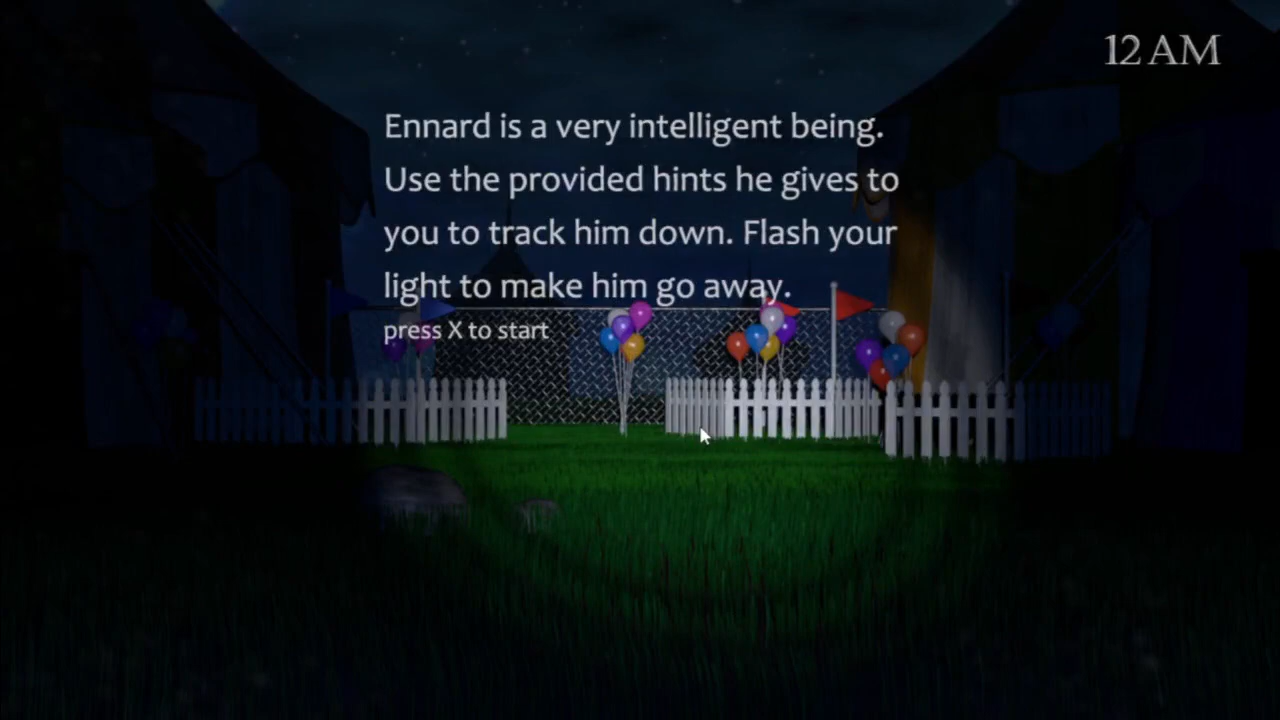 12 AM
Ennard is a very intelligent being.
Use the provided hints he gives to
you to track him down. Flash your
light to make him go away.
press X to start